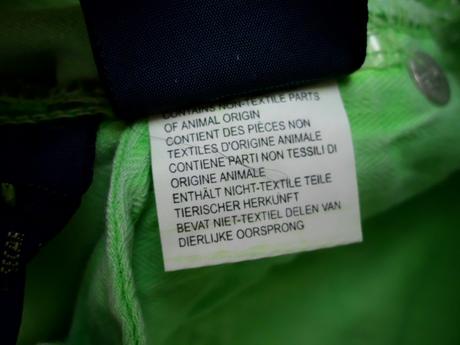 CONTAINS NON-TEXTILE PARTS
OF ANIMAL ORIGIN
CONTIENT DES PIÈCES NON
TEXTILES D'ORIGINE ANIMALE
CONTIENE PARTI NON TESSILI DI
ORIGINE ANIMALE
ENTHÄLT NICHT-TEXTILE TEILE
TIERISCHER HERKUNFT
BEVAT NIET-TEXTIEL DELEN VAN
DIERLIJKE OORSPRONG